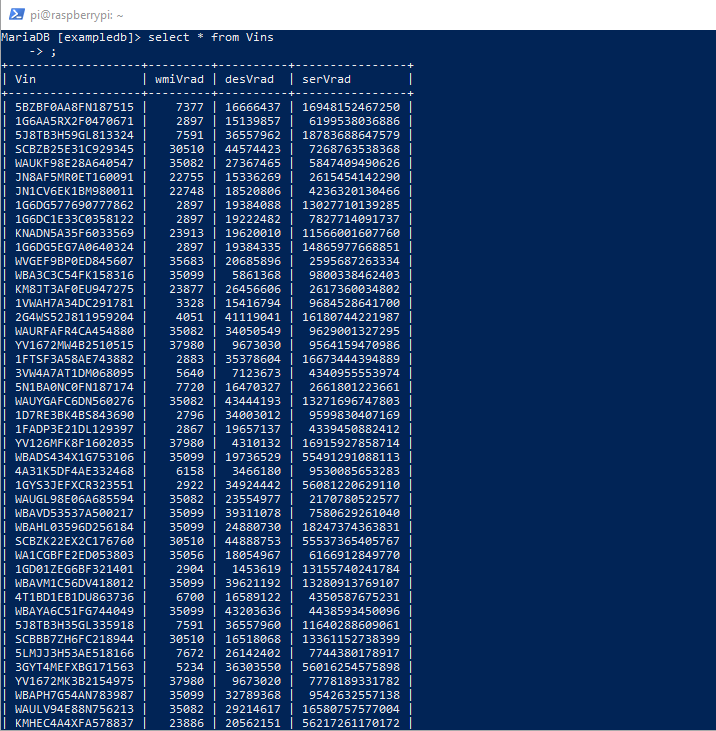 pi@raspberrypi: ~
MariaDB [exampledb]> select * from Vins
    -> ;
+-------------------+---------+----------+----------------+
| Vin               | wmiVrad | desVrad  | serVrad        |
+-------------------+---------+----------+----------------+
| 5BZBF0AA8FN187515 |    7377 | 16666437 | 16948152467250 |
| 1G6AA5RX2F0470671 |    2897 | 15139857 |  6199538036886 |
| 5J8TB3H59GL813324 |    7591 | 36557962 | 18783688647579 |
| SCBZB25E31C929345 |   30510 | 44574423 |  7268763538368 |
| WAUKF98E28A640547 |   35082 | 27367465 |  5847409490626 |
| JN8AF5MR0ET160091 |   22755 | 15336269 |  2615454142290 |
| JN1CV6EK1BM980011 |   22748 | 18520806 |  4236320130466 |
| 1G6DG577690777862 |    2897 | 19384088 | 13027710139285 |
| 1G6DC1E33C0358122 |    2897 | 19222482 |  7827714091737 |
| KNADN5A35F6033569 |   23913 | 19620010 | 11566001607760 |
| 1G6DG5EG7A0640324 |    2897 | 19384335 | 14865977668851 |
| WVGEF9BP0ED845607 |   35683 | 20685896 |  2595687263334 |
| WBA3C3C54FK158316 |   35099 |  5861368 |  9800338462403 |
| KM8JT3AF0EU947275 |   23877 | 26456606 |  2617360034802 |
| 1VWAH7A34DC291781 |    3328 | 15416794 |  9684528641700 |
| 2G4WS52J811959204 |    4051 | 41119041 | 16180744221987 |
| WAURFAFR4CA454880 |   35082 | 34050549 |  9629001327295 |
| YV1672MW4B2510515 |   37980 |  9673030 |  9564159470986 |
| 1FTSF3A58AE743882 |    2883 | 35378604 | 16673444394889 |
| 3VW4A7AT1DM068095 |    5640 |  7123673 |  4340955553974 |
| 5N1BA0NC0FN187174 |    7720 | 16470327 |  2661801223661 |
| WAUYGAFC6DN560276 |   35082 | 43444193 | 13271696747803 |
| 1D7RE3BK4BS843690 |    2796 | 34003012 |  9599830407169 |
| 1FADP3E21DL129397 |    2867 | 19657137 |  4339450882412 |
| YV126MFK8F1602035 |   37980 |  4310132 | 16915927858714 |
| WBADS434X1G753106 |   35099 | 19736529 | 55491291088113 |
| 4A31K5DF4AE332468 |    6158 |  3466180 |  9530085653283 |
| 1GYS3JEFXCR323551 |    2922 | 34924442 | 56081220629110 |
| WAUGL98E06A685594 |   35082 | 23554977 |  2170780522577 |
| WBAVD53537A500217 |   35099 | 39311078 |  7580629261040 |
| WBAHL03596D256184 |   35099 | 24880730 | 18247374363831 |
| SCBZK22EX2C176760 |   30510 | 44888753 | 55537365405767 |
| WA1CGBFE2ED053803 |   35056 | 18054967 |  6166912849770 |
| 1GD01ZEG6BF321401 |    2904 |  1453619 | 13155740241784 |
| WBAVM1C56DV418012 |   35099 | 39621192 | 13280913769107 |
| 4T1BD1EB1DU863736 |    6700 | 16589122 |  4350587675231 |
| WBAYA6C51FG744049 |   35099 | 43203636 |  4438593450096 |
| 5J8TB3H35GL335918 |    7591 | 36557960 | 11640288609061 |
| SCBBB7ZH6FC218944 |   30510 | 16518068 | 13361152738399 |
| 5LMJJ3H53AE518166 |    7672 | 26142402 |  7744380178917 |
| 3GYT4MEFXBG171563 |    5234 | 36303550 | 56016254575898 |
| YV1672MK3B2154975 |   37980 |  9673020 |  7778189331782 |
| WBAPH7G54AN783987 |   35099 | 32789368 |  9542632557138 |
| WAULV94E88N756213 |   35082 | 29214617 | 16580757577004 |
| KMHEC4A4XFA578837 |   23886 | 20562151 | 56217261170172 |